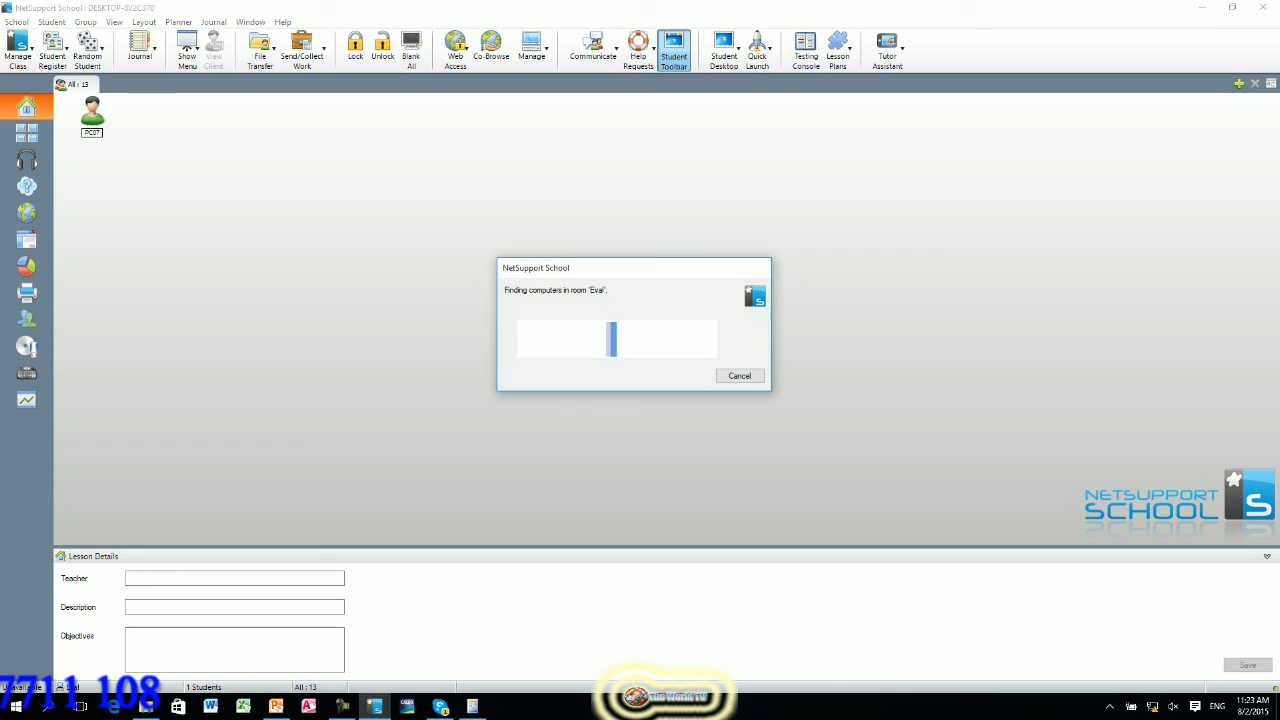 NetSupport School : DESKTOP-0V2C370
School Student Group View Layout Planner Journal Window Help
Manage Class
Student Register
Random Student
Journal
Show Menu
View Client
File Transfer
Send/Collect Work
Lock
Unlock
Blank All
Web Access
Co-Browse
Manage
Communicate
Help Requests
Student Toolbar
Student Desktop
Quick Launch
Testing Console
Lesson Plans
Tutor Assistant
All : 13
PC07
NetSupport School
Finding computers in room 'Eval'.
Cancel
NETSUPPORT
SCHOOL
Lesson Details
Teacher
Description
Objectives
Save
7711 108
1 Students
All : 13
The World TV
ENG
11:23 AM
8/2/2015